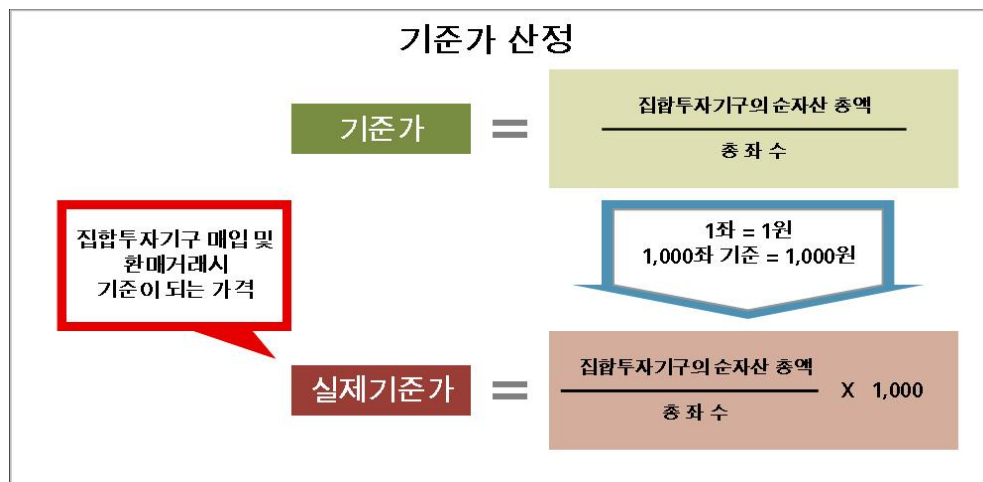 기준가 산정
기준가
=
집합투자기구의 순자산 총액
총 좌 수
집합투자기구 매입 및
환매거래시
기준이 되는 가격
1좌 = 1원
1,000좌 기준 = 1,000원
실제기준가
=
집합투자기구의 순자산 총액
총 좌 수
X 1,000